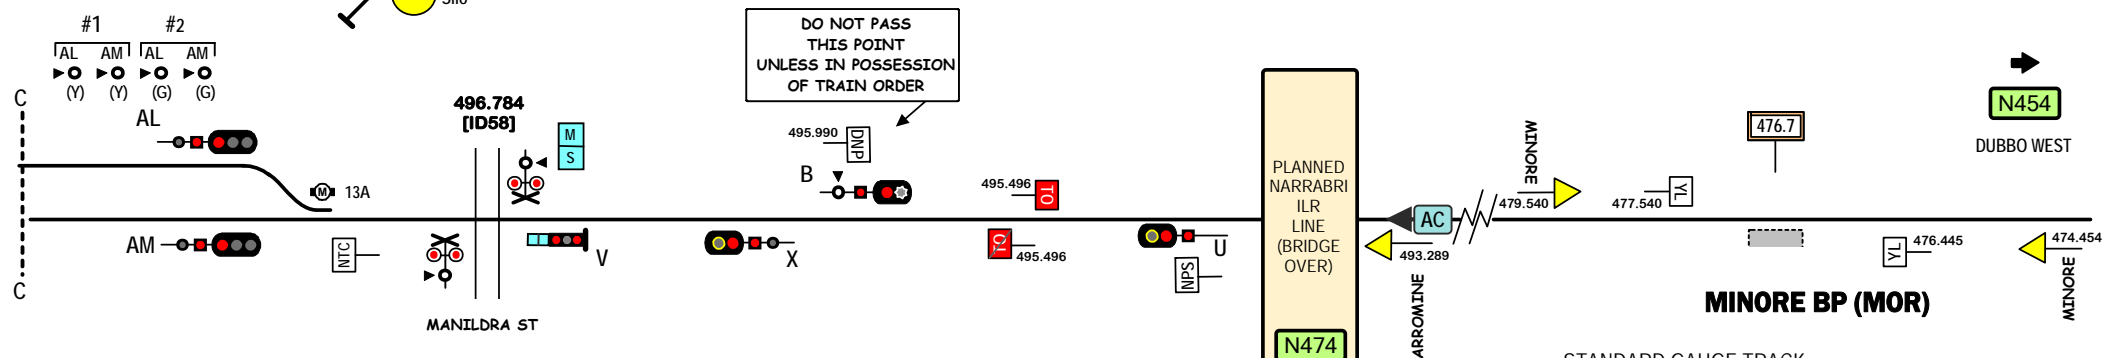 Silo
#1 #2
AL AM AL AM
(Y) (Y) (G) (G)
C
C
AL
AM
M 13A
NTC
496.784
[ID58]
M
S
MANILDRA ST
V
X
DO NOT PASS
THIS POINT
UNLESS IN POSSESSION
OF TRAIN ORDER
495.990
DNP
B
495.496
TO
TO
495.496
U
NPS
PLANNED
NARRABRI
ILR
LINE
(BRIDGE
OVER)
N474
AC
493.289
ARROMINE
MINORE
479.540
477.540
YL
476.7
YL
476.445
N454
DUBBO WEST
474.454
MINORE
MINORE BP (MOR)
STANDARD GAUGE TRACK